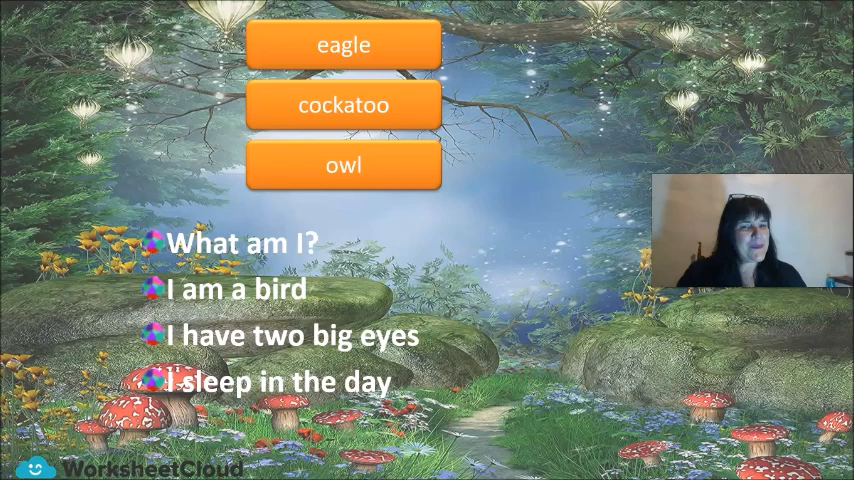 eagle
cockatoo
owl
What am I?
I am a bird
I have two big eyes
I sleep in the day
WorksheetCloud